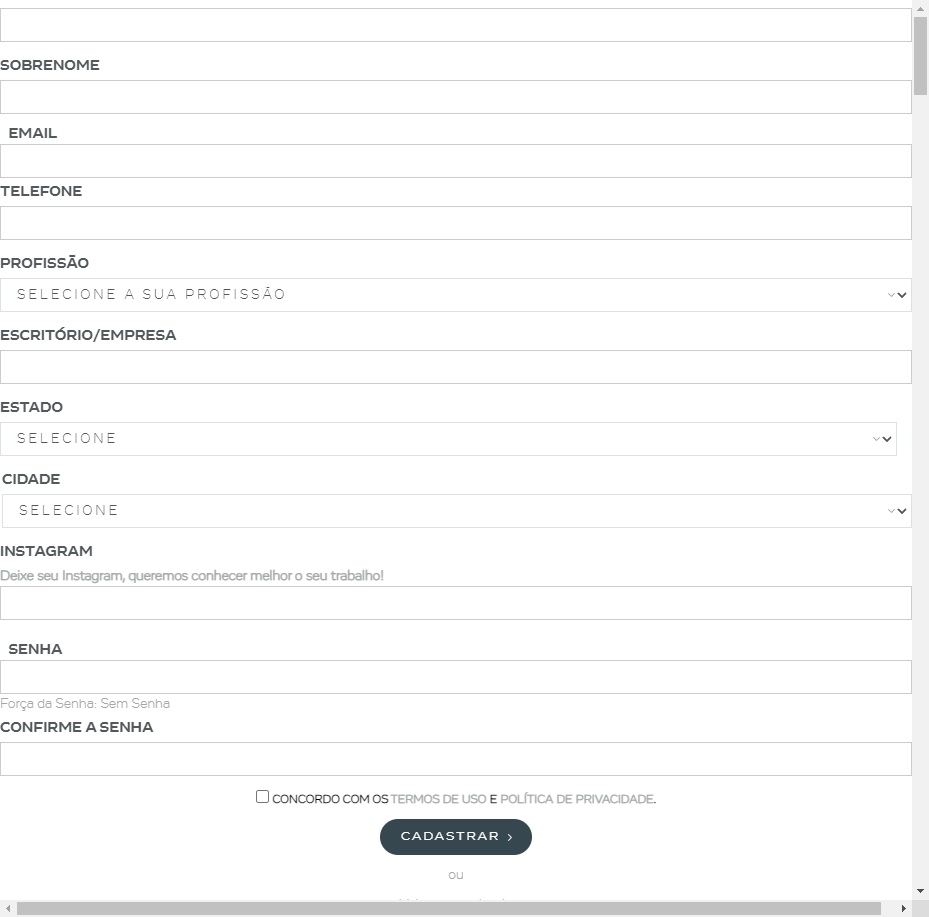 SOBRENOME
EMAIL
TELEFONE
PROFISSÃO
SELECIONE A SUA PROFISSÃO
ESCRITÓRIO/EMPRESA
ESTADO
SELECIONE
CIDADE
SELECIONE
INSTAGRAM
Deixe seu Instagram, queremos conhecer melhor o seu trabalho!
SENHA
Força da Senha: Sem Senha
CONFIRME A SENHA
CONCORDO COM OS TERMOS DE USO E POLÍTICA DE PRIVACIDADE.
CADASTRAR >
ou